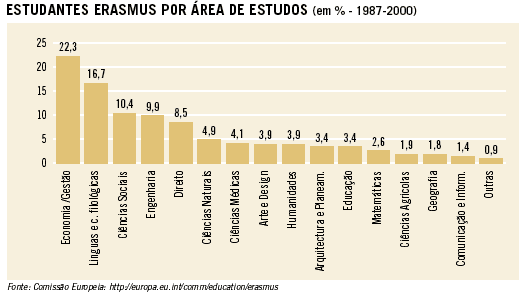 ESTUDANTES ERASMUS POR ÁREA DE ESTUDOS (em % - 1987-2000)
25
20
15
10
5
0
22,3
16,7
10,4
9,9
8,5
4,9
4,1
3,9
3,9
3,4
3,4
2,6
1,9
1,8
1,4
0,9
Economia /Gestão
Línguas e c. filológicas
Ciências Sociais
Engenharia
Direito
Ciências Naturais
Ciências Médicas
Arte e Design
Humanidades
Arquitectura e Planeam.
Educação
Matemáticas
Ciências Agrícolas
Geografia
Comunicação e Inform.
Outras
Fonte: Comissão Europeia: http://europa.eu.int/comm/education/erasmus